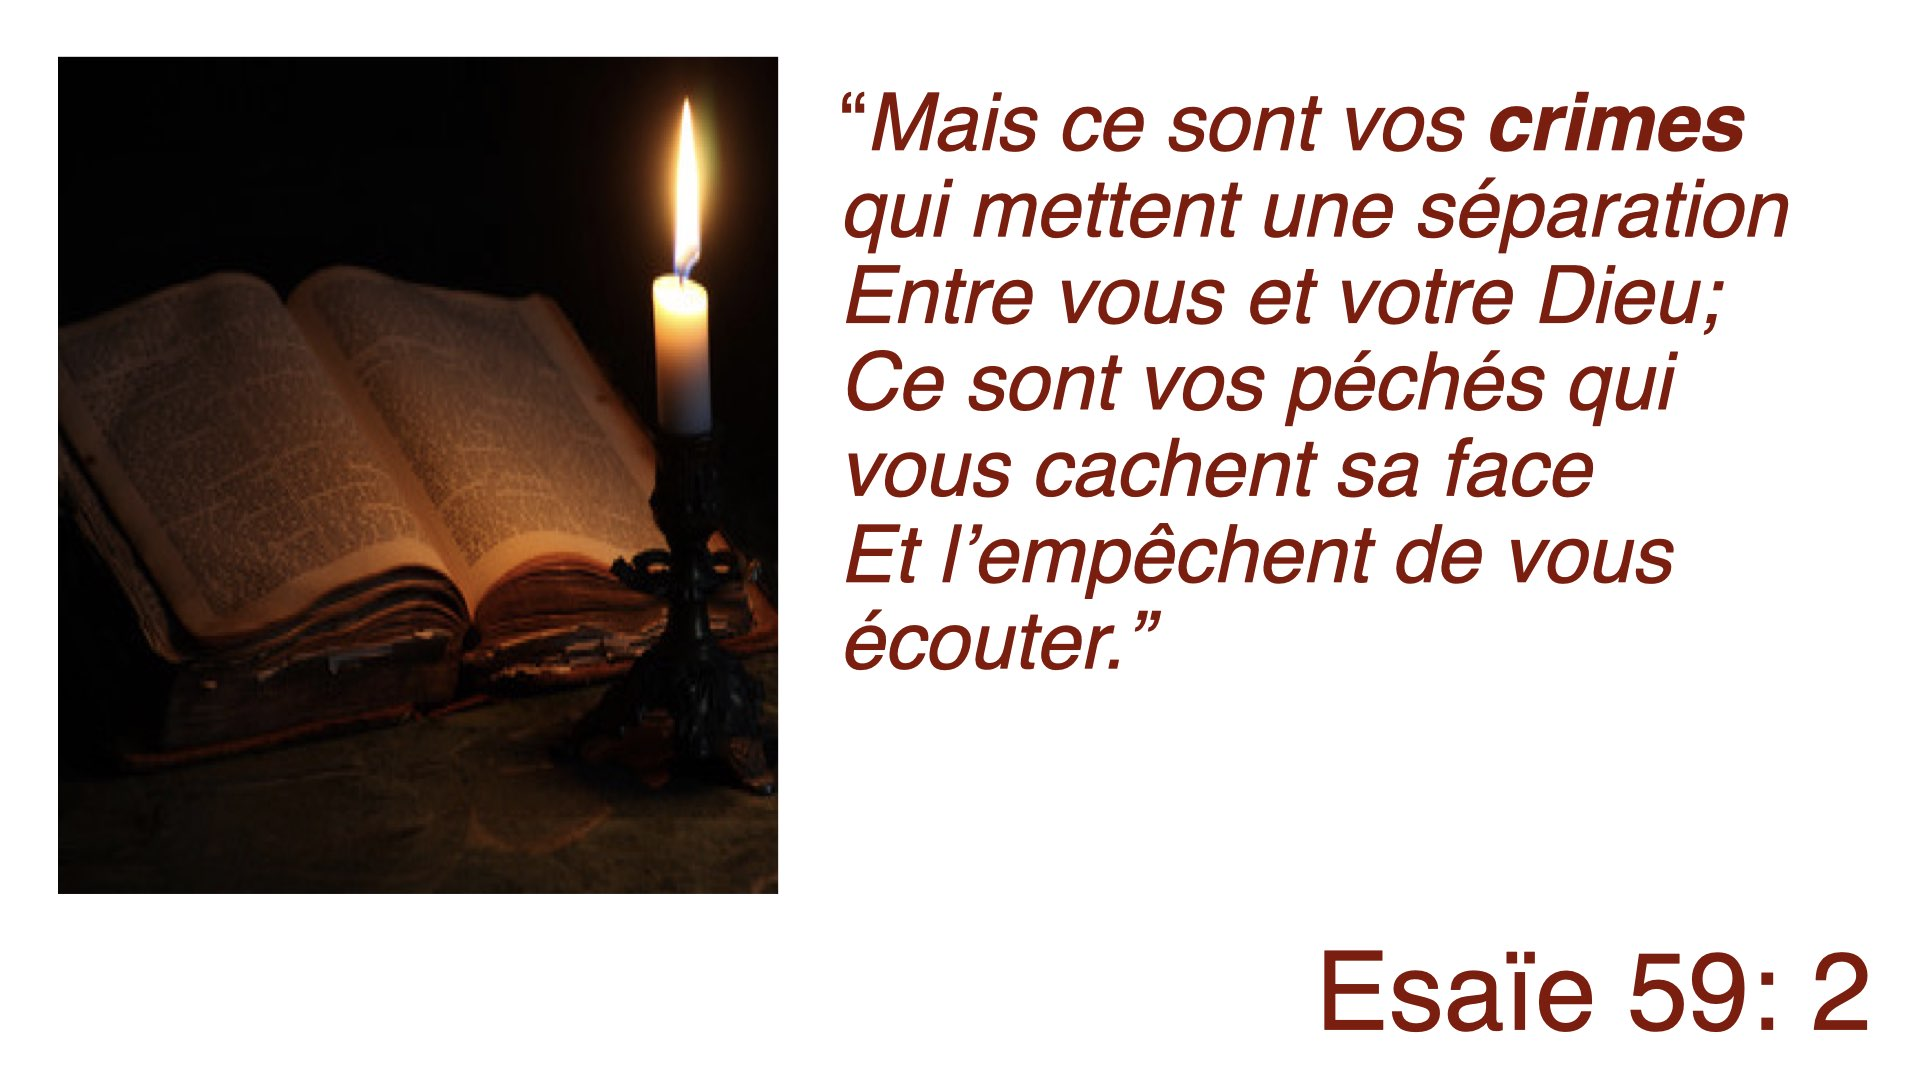 “Mais ce sont vos crimes
qui mettent une séparation
Entre vous et votre Dieu;
Ce sont vos péchés qui
vous cachent sa face
Et l’empêchent de vous
écouter.”
Esaïe 59: 2